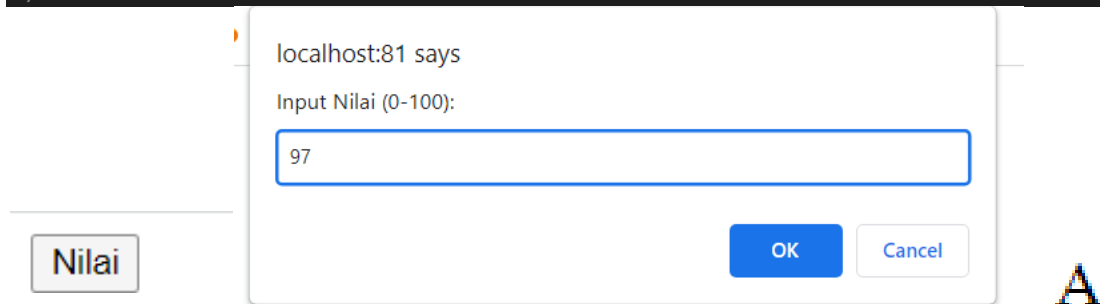 localhost:81 says
Input Nilai (0-100):
97
OK Cancel
Nilai
A